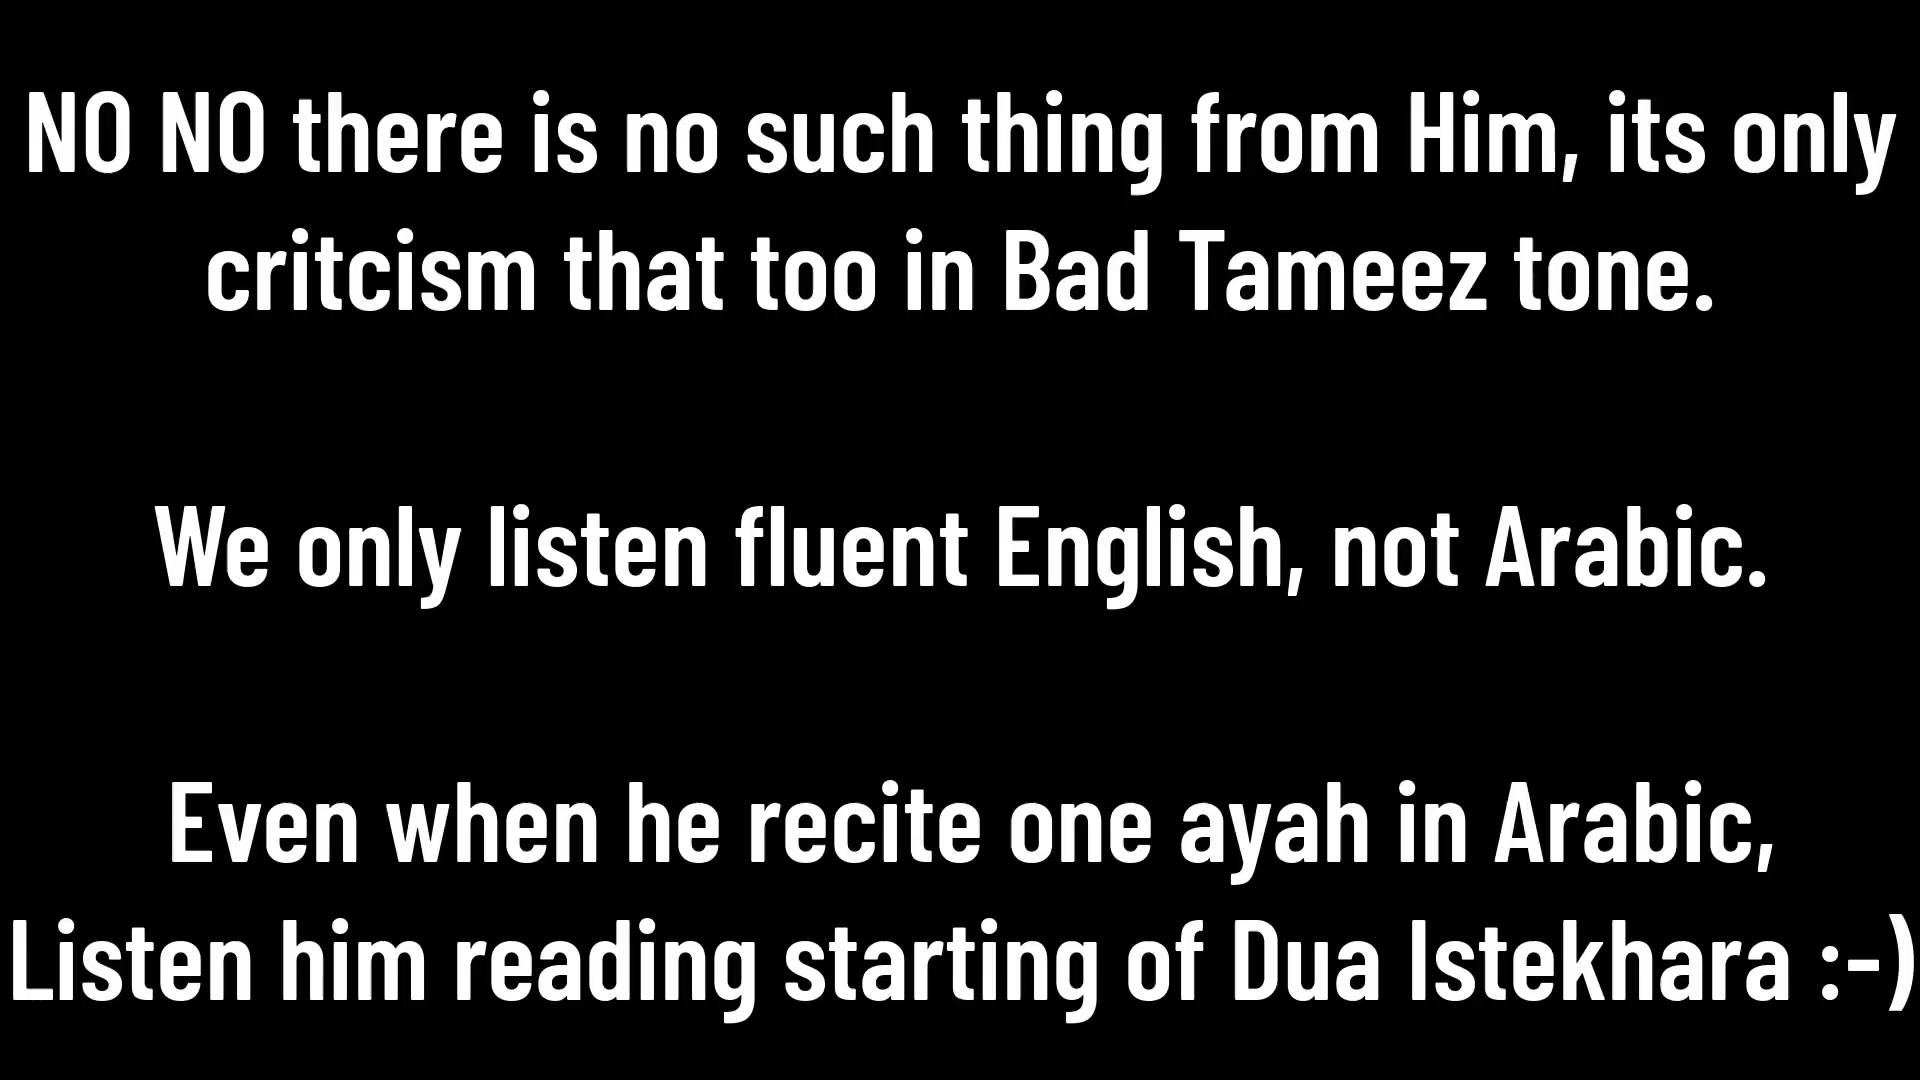 NO NO there is no such thing from Him, its only
critcism that too in Bad Tameez tone.
We only listen fluent English, not Arabic.
Even when he recite one ayah in Arabic,
Listen him reading starting of Dua Istekhara :-)